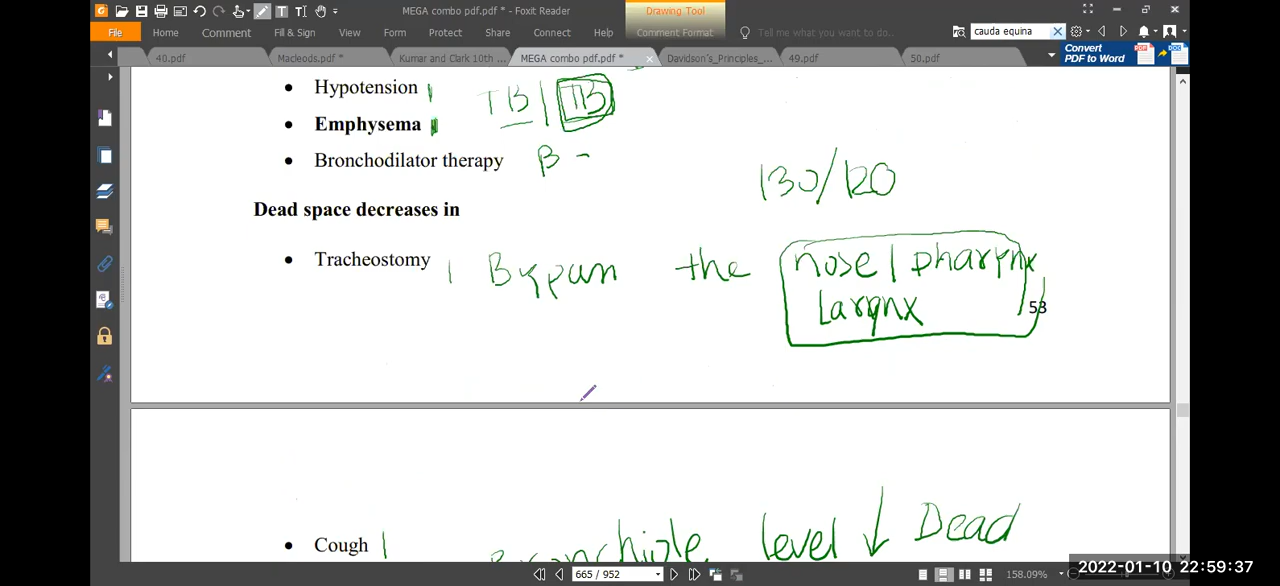 MEGA combo pdf.pdf * - Foxit Reader
Drawing Tool
File Home Comment Fill & Sign View Form Protect Share Connect Help Comment Format Tell me what you want to do... cauda equina
40.pdf Macleods.pdf * Kumar and Clark 10th ... MEGA combo pdf.pdf * Davidson's_Principles_... 49.pdf 50.pdf
Convert
PDF to Word
• Hypotension TB | TB
• Emphysema
• Bronchodilator therapy β -
130/120
Dead space decreases in
• Tracheostomy the nose | pharynx
Larynx 53
• Cough level ↓ Dead
665 / 952 158.09%
2022-01-10 22:59:37